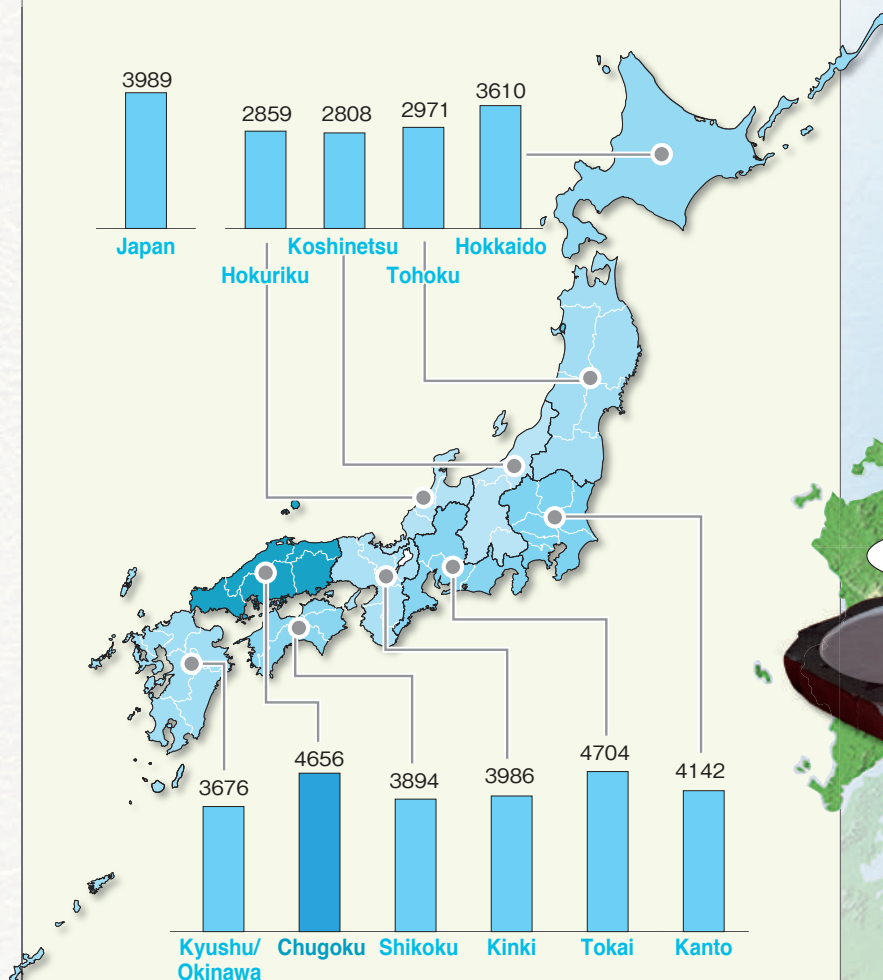 3989
2859
2808
2971
3610
Japan
Hokuriku
Koshinetsu
Tohoku
Hokkaido
3676
4656
3894
3986
4704
4142
Kyushu/
Okinawa
Chugoku
Shikoku
Kinki
Tokai
Kanto